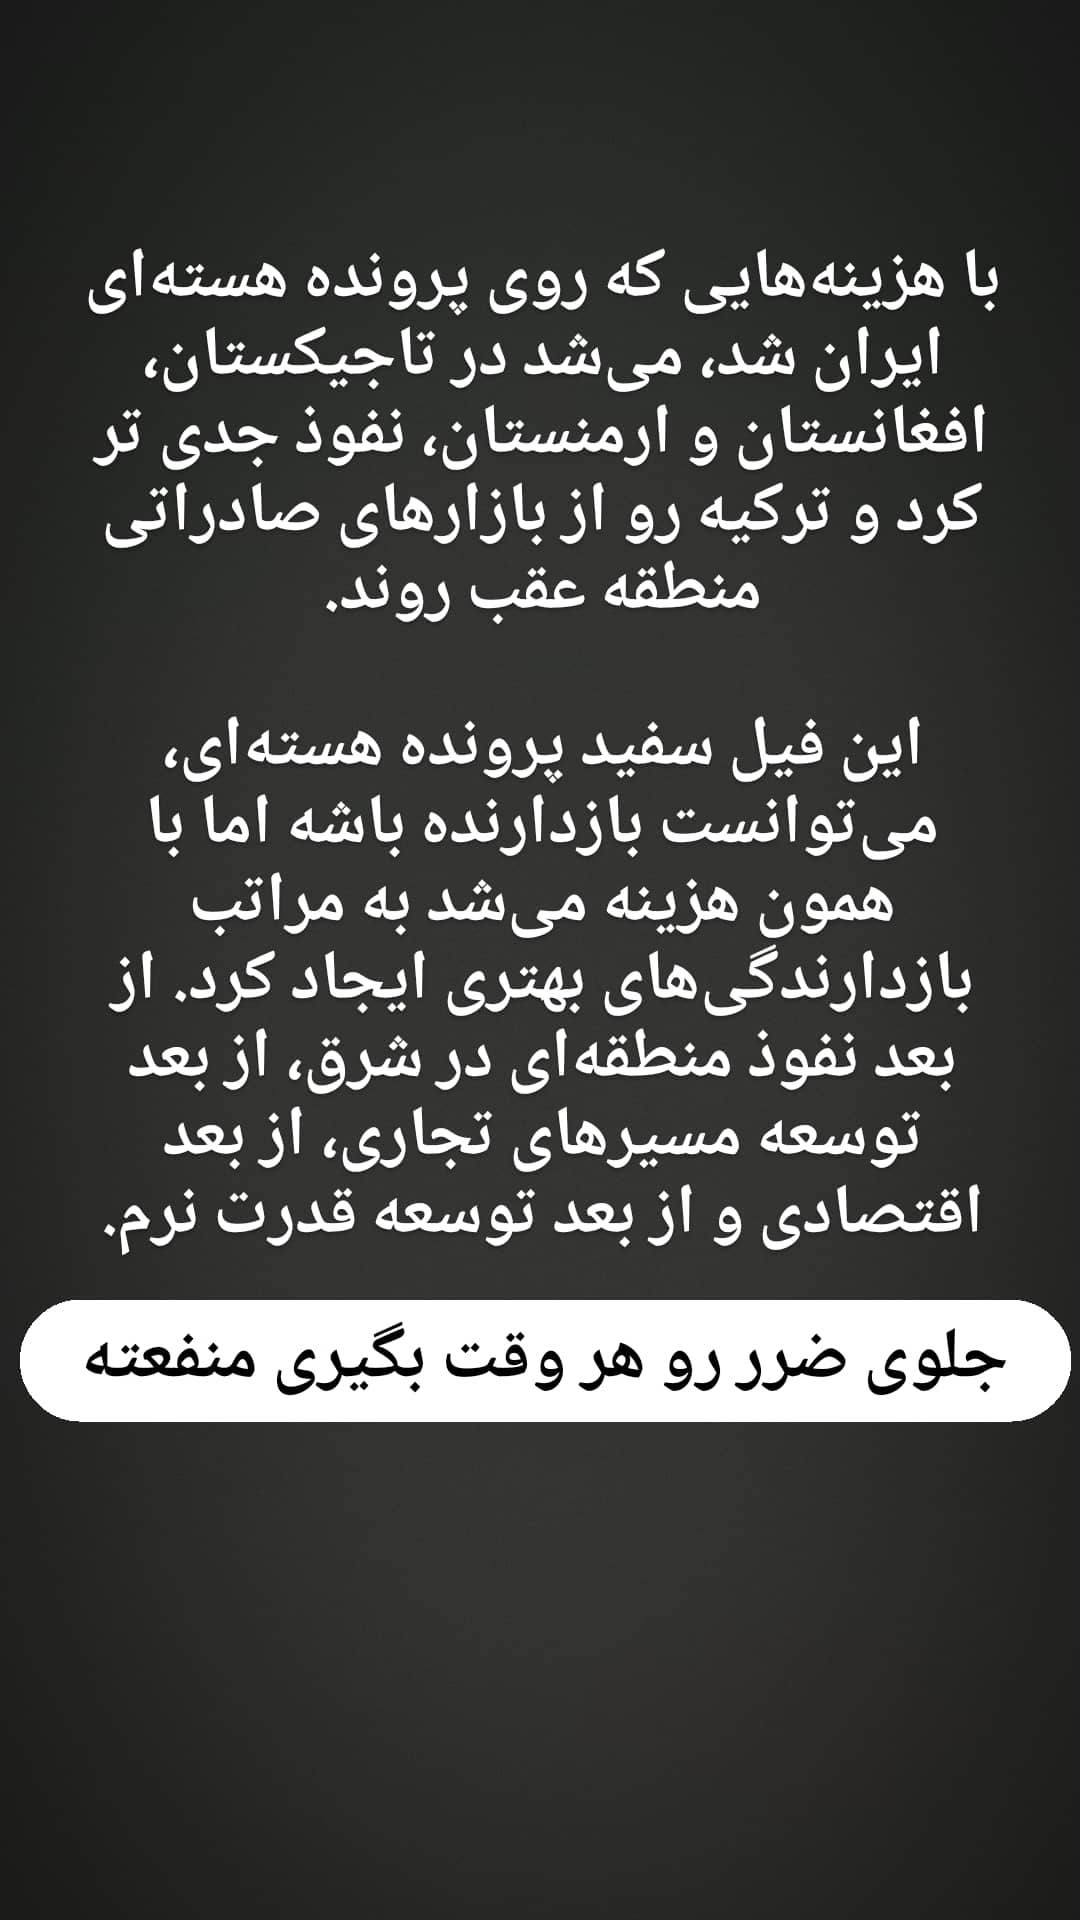 با هزینه‌هایی که روی پرونده هسته‌ای
ایران شد، می‌شد در تاجیکستان،
افغانستان و ارمنستان، نفوذ جدی تر
کرد و ترکیه رو از بازارهای صادراتی
منطقه عقب روند.
این فیل سفید پرونده هسته‌ای،
می‌توانست بازدارنده باشه اما با
همون هزینه می‌شد به مراتب
بازدارندگی‌های بهتری ایجاد کرد. از
بعد نفوذ منطقه‌ای در شرق، از بعد
توسعه مسیرهای تجاری، از بعد
اقتصادی و از بعد توسعه قدرت نرم.
جلوی ضرر رو هر وقت بگیری منفعته